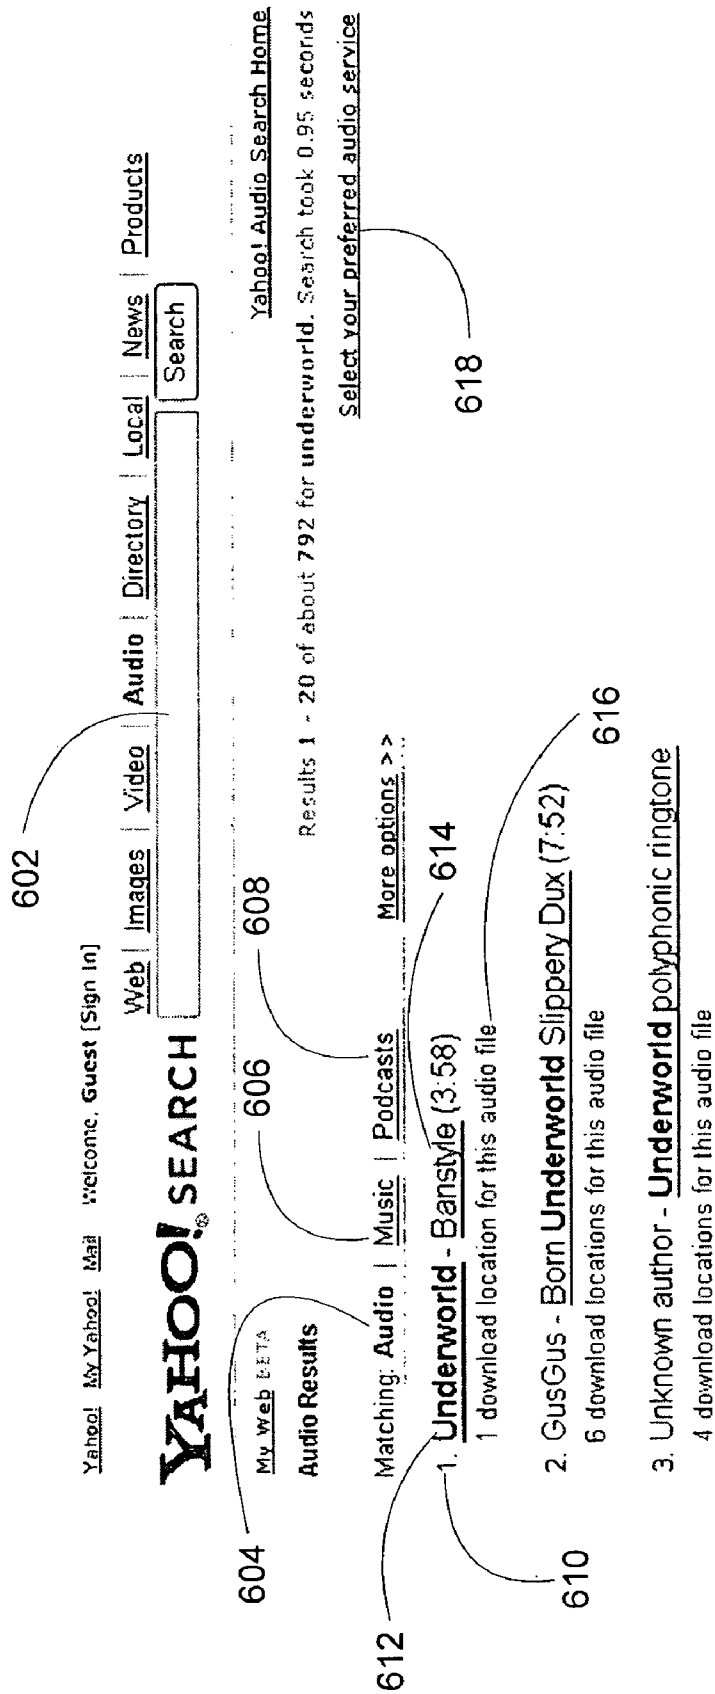 602
Yahoo! My Yahoo! Mail Welcome, Guest [Sign In]
Web | Images | Video | Audio | Directory | Local | News | Products
YAHOO!® SEARCH Search
My Web BETA Yahoo! Audio Search Home
606 608
Audio Results Results 1 - 20 of about 792 for underworld. Search took 0.95 seconds
604
Matching: Audio | Music | Podcasts More options >> Select your preferred audio service
612 614 618
1. Underworld - Banstyle (3:58)
1 download location for this audio file
610 616
2. GusGus - Born Underworld Slippery Dux (7:52)
6 download locations for this audio file
3. Unknown author - Underworld polyphonic ringtone
4 download locations for this audio file